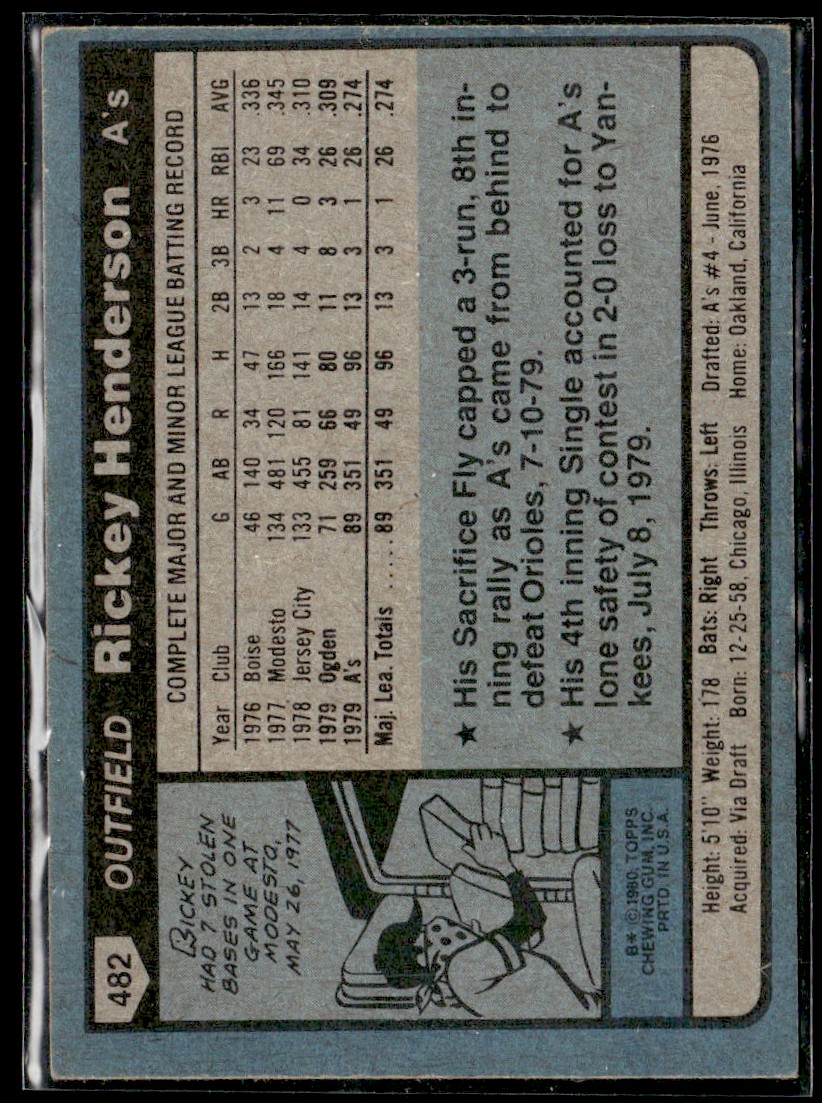 482 OUTFIELD Rickey Henderson A's
RICKEY
HAD 7 STOLEN
BASES IN ONE
GAME AT
MODESTO,
MAY 26, 1977
B* © 1980, TOPPS
CHEWING GUM, INC.
PRTD. IN U.S.A.
COMPLETE MAJOR AND MINOR LEAGUE BATTING RECORD
Year Club G AB R H 2B 3B HR RBI AVG
1976 Boise 46 140 34 47 13 2 3 23 .336
1977 Modesto 134 481 120 166 18 4 11 69 .345
1978 Jersey City 133 455 81 141 14 4 0 34 .310
1979 Ogden 71 259 66 80 11 8 3 26 .309
1979 A's 89 351 49 96 13 3 1 26 .274
Maj. Lea. Totals ..... 89 351 49 96 13 3 1 26 .274
★ His Sacrifice Fly capped a 3-run, 8th in-
ning rally as A's came from behind to
defeat Orioles, 7-10-79.
★ His 4th inning Single accounted for A's
lone safety of contest in 2-0 loss to Yan-
kees, July 8, 1979.
Height: 5'10" Weight: 178 Bats: Right Throws: Left Drafted: A's #4 - June, 1976
Acquired: Via Draft Born: 12-25-58, Chicago, Illinois Home: Oakland, California